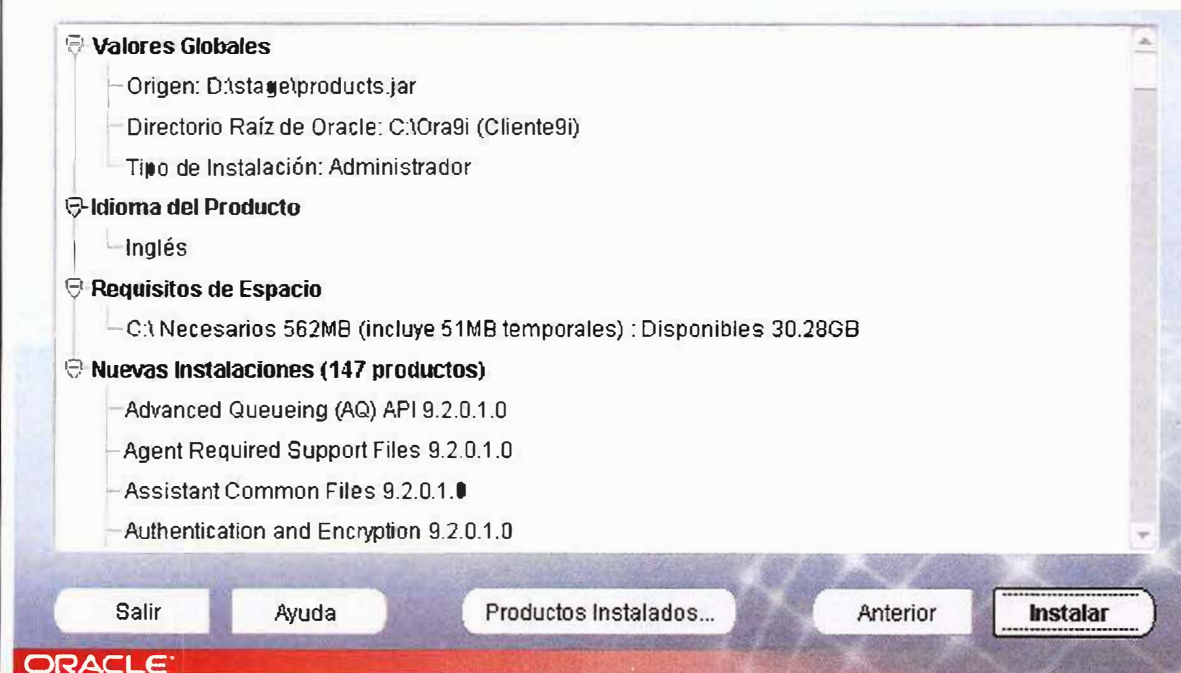 Valores Globales
Origen: D:\stage\products.jar
Directorio Raíz de Oracle: C:\Ora9i (Cliente9i)
Tipo de Instalación: Administrador
Idioma del Producto
Inglés
Requisitos de Espacio
C:\ Necesarios 562MB (incluye 51MB temporales) : Disponibles 30.28GB
Nuevas Instalaciones (147 productos)
Advanced Queueing (AQ) API 9.2.0.1.0
Agent Required Support Files 9.2.0.1.0
Assistant Common Files 9.2.0.1.0
Authentication and Encryption 9.2.0.1.0
Salir Ayuda Productos Instalados... Anterior Instalar
ORACLE